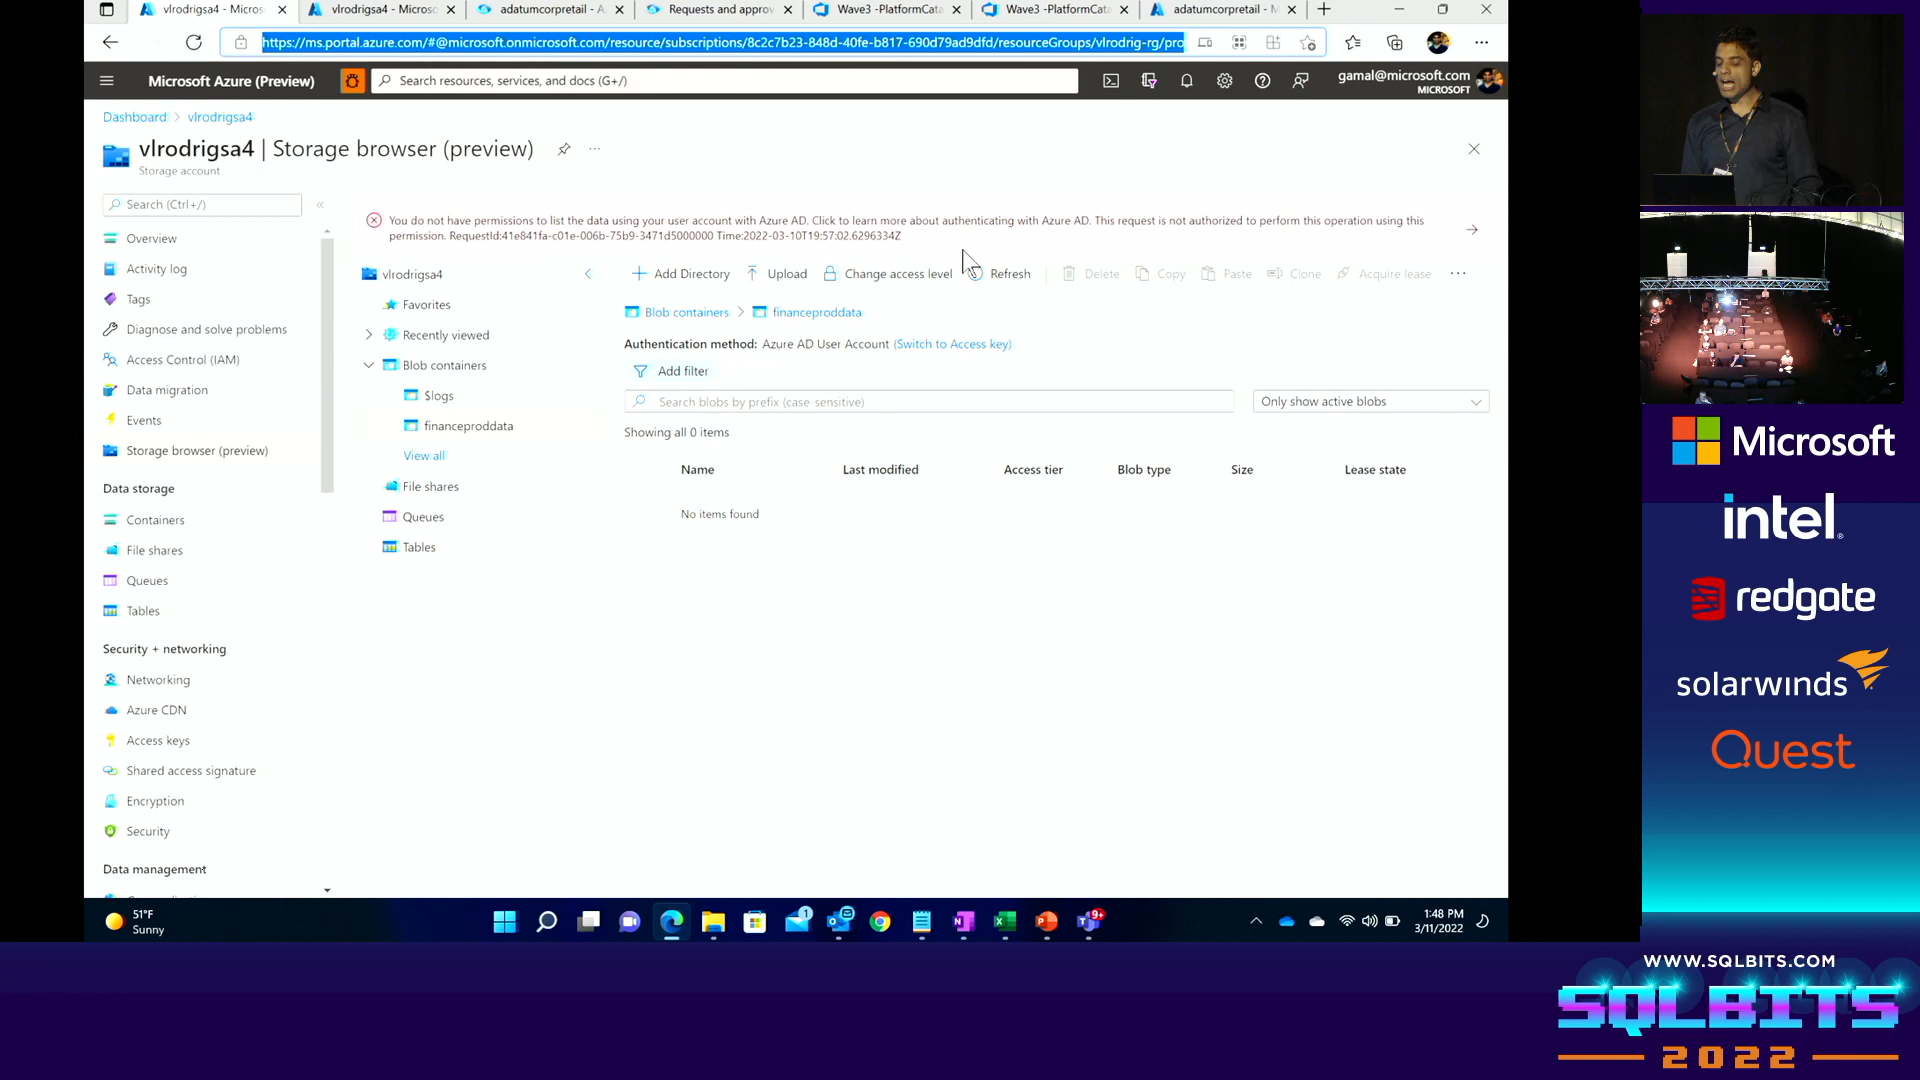 vlrodrigsa4 - Micros
vlrodrigsa4 - Microso
adatumcorpretail - A
Requests and approv
Wave3 -PlatformCata
Wave3 -PlatformCata
adatumcorpretail - M
https://ms.portal.azure.com/#@microsoft.onmicrosoft.com/resource/subscriptions/8c2c7b23-848d-40fe-b817-690d79ad9dfd/resourceGroups/vlrodrig-rg/pro
Microsoft Azure (Preview)
Search resources, services, and docs (G+/)
gamal@microsoft.com
MICROSOFT
Dashboard > vlrodrigsa4
vlrodrigsa4 | Storage browser (preview)
Storage account
Search (Ctrl+/)
Overview
Activity log
Tags
Diagnose and solve problems
Access Control (IAM)
Data migration
Events
Storage browser (preview)
Data storage
Containers
File shares
Queues
Tables
Security + networking
Networking
Azure CDN
Access keys
Shared access signature
Encryption
Security
Data management
You do not have permissions to list the data using your user account with Azure AD. Click to learn more about authenticating with Azure AD. This request is not authorized to perform this operation using this
permission. RequestId:41e841fa-c01e-006b-75b9-3471d5000000 Time:2022-03-10T19:57:02.6296334Z
vlrodrigsa4
Favorites
Recently viewed
Blob containers
$logs
financeproddata
View all
File shares
Queues
Tables
Add Directory
Upload
Change access level
Refresh
Delete
Copy
Paste
Clone
Acquire lease
Blob containers > financeproddata
Authentication method: Azure AD User Account (Switch to Access key)
Add filter
Search blobs by prefix (case-sensitive)
Only show active blobs
Showing all 0 items
Name Last modified Access tier Blob type Size Lease state
No items found
51°F
Sunny
1
9+
1:48 PM
3/11/2022
Microsoft
intel.
redgate
solarwinds
Quest
WWW.SQLBITS.COM
SQLBITS
2022